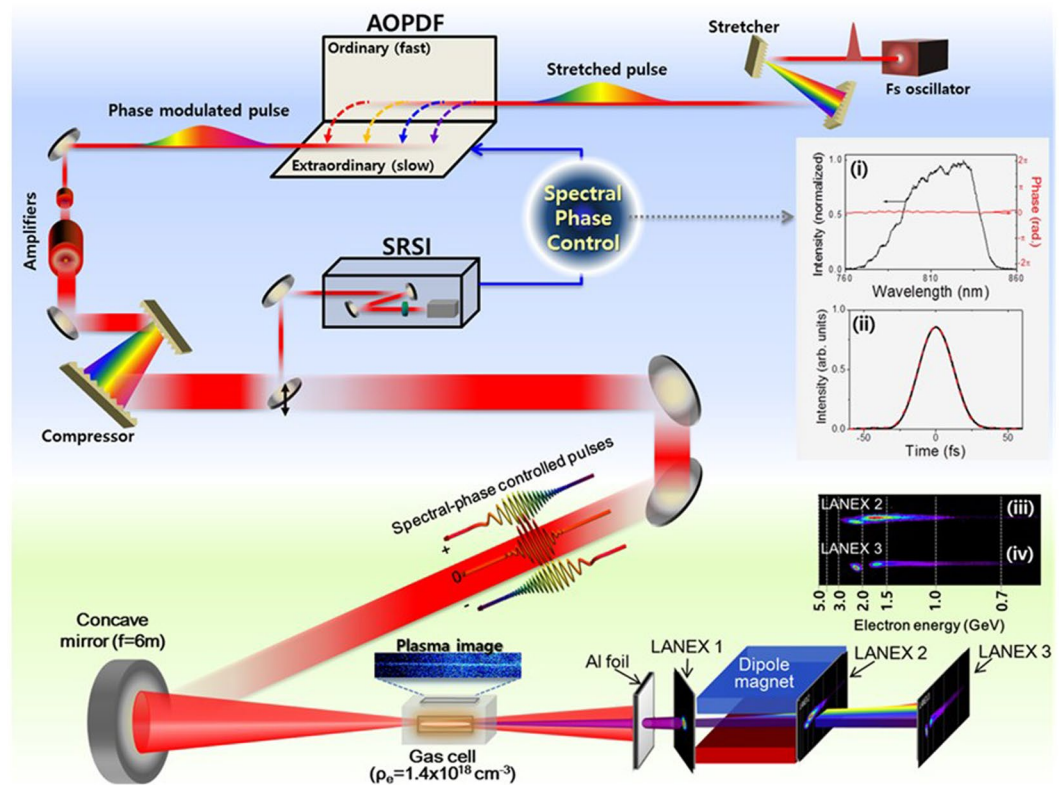 AOPDF
Ordinary (fast)
Extraordinary (slow)
Stretcher
Stretched pulse
Fs oscillator
Phase modulated pulse
Amplifiers
Spectral
Phase
Control
SRSI
Compressor
(i)
Intensity (normalized)
1.0
0.5
0.0
2π
π
0
-π
-2π
Phase (rad.)
760
810
860
Wavelength (nm)
(ii)
Intensity (arb. units)
1.0
0.5
0.0
-50
0
50
Time (fs)
Spectral-phase controlled pulses
+
0
-
LANEX 2
(iii)
LANEX 3
(iv)
5.0
3.0
2.0
1.5
1.0
0.7
Electron energy (GeV)
Concave
mirror (f=6m)
Plasma image
Gas cell
(ρe=1.4x10¹⁸ cm⁻³)
Al foil
LANEX 1
Dipole
magnet
LANEX 2
LANEX 3